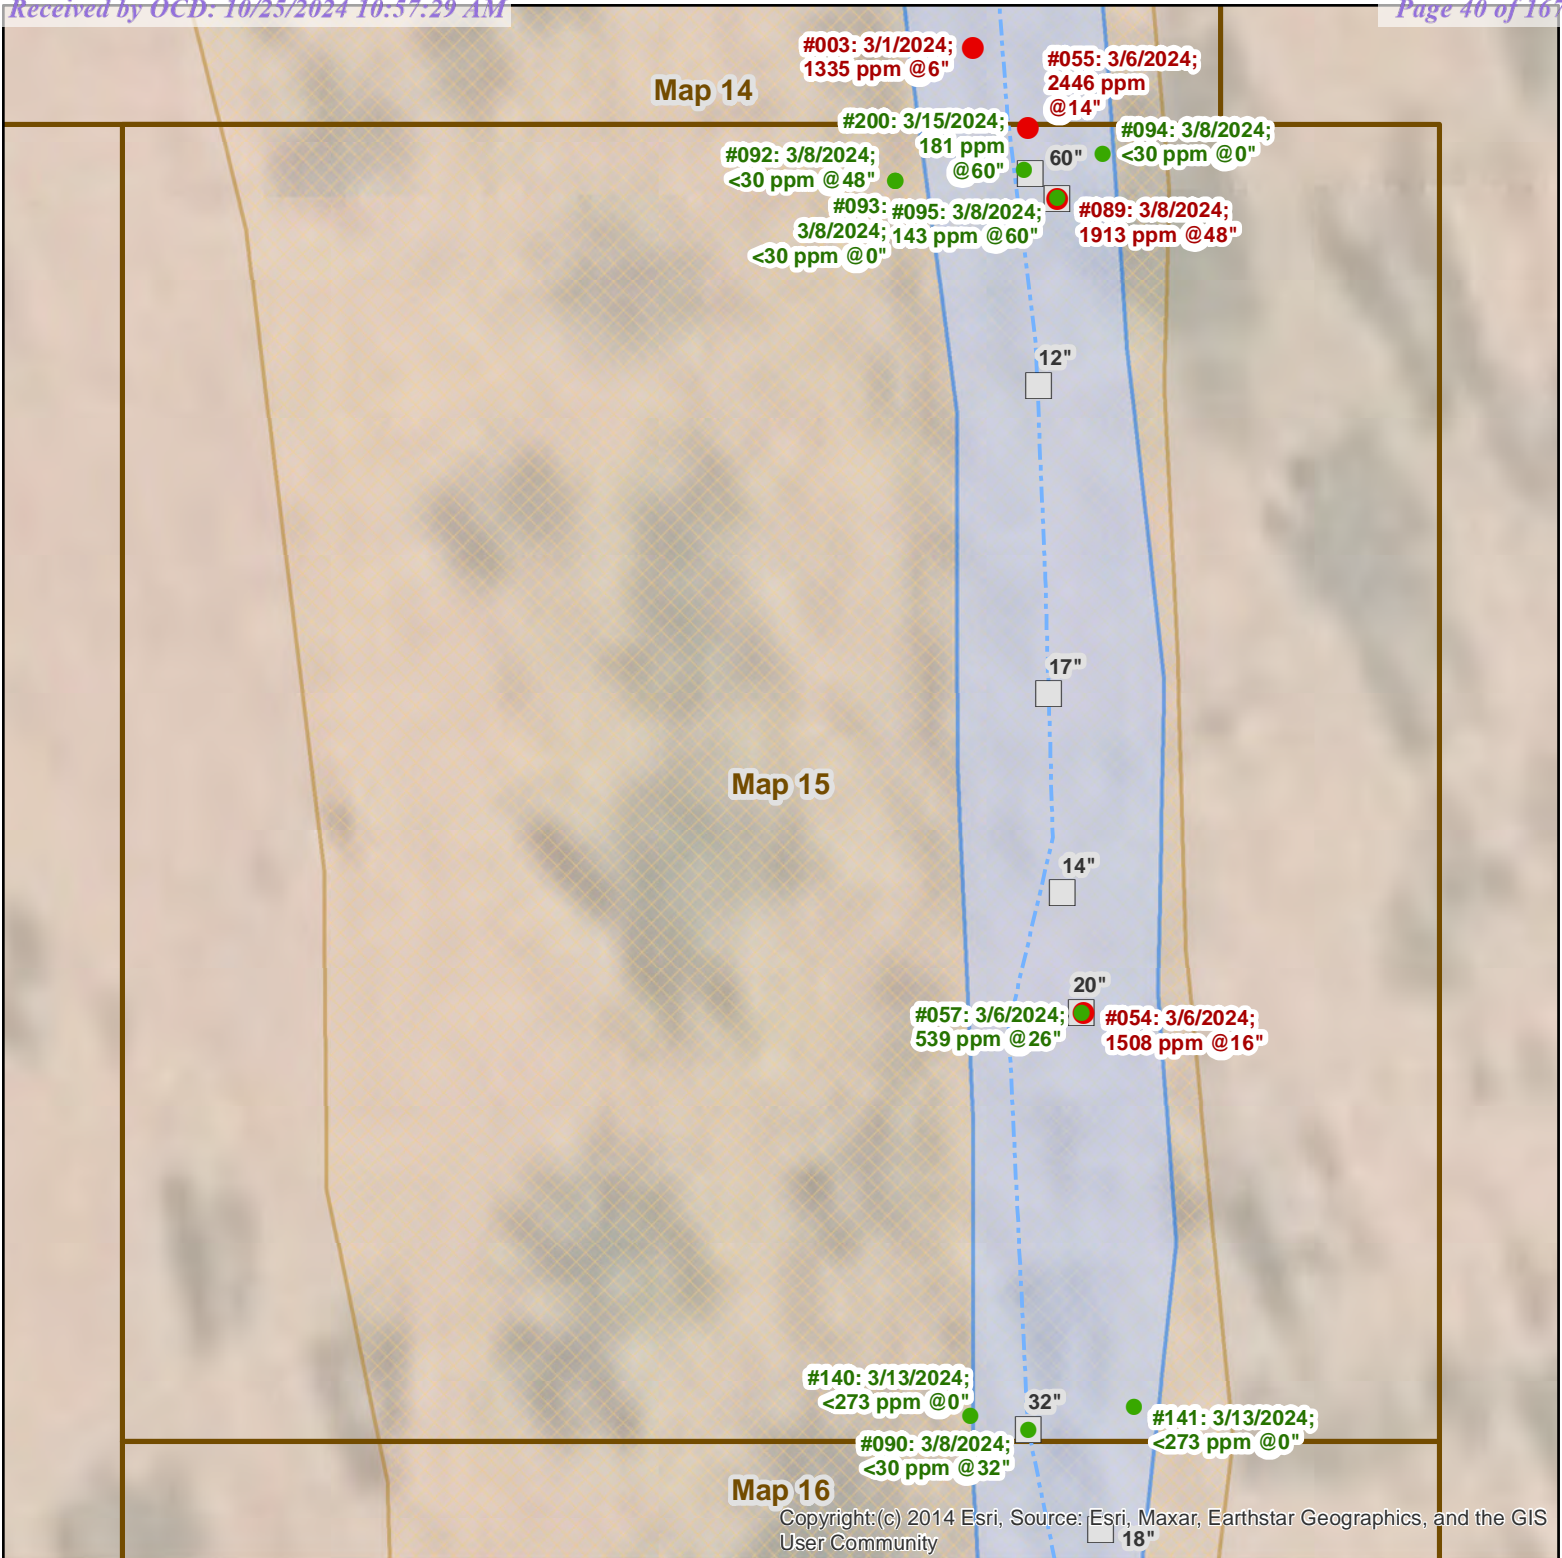 Received by OCD: 10/25/2024 10:57:29 AM
Page 40 of 167
#003: 3/1/2024;
1335 ppm @6"
#055: 3/6/2024;
2446 ppm
@14"
Map 14
#200: 3/15/2024;
181 ppm
@60"
#094: 3/8/2024;
<30 ppm @0"
60"
#092: 3/8/2024;
<30 ppm @48"
#093:
3/8/2024;
<30 ppm @0"
#095: 3/8/2024;
143 ppm @60"
#089: 3/8/2024;
1913 ppm @48"
12"
17"
Map 15
14"
20"
#057: 3/6/2024;
539 ppm @26"
#054: 3/6/2024;
1508 ppm @16"
#140: 3/13/2024;
<273 ppm @0"
32"
#141: 3/13/2024;
<273 ppm @0"
#090: 3/8/2024;
<30 ppm @32"
Map 16
Copyright:(c) 2014 Esri, Source: Esri, Maxar, Earthstar Geographics, and the GIS
User Community
18"